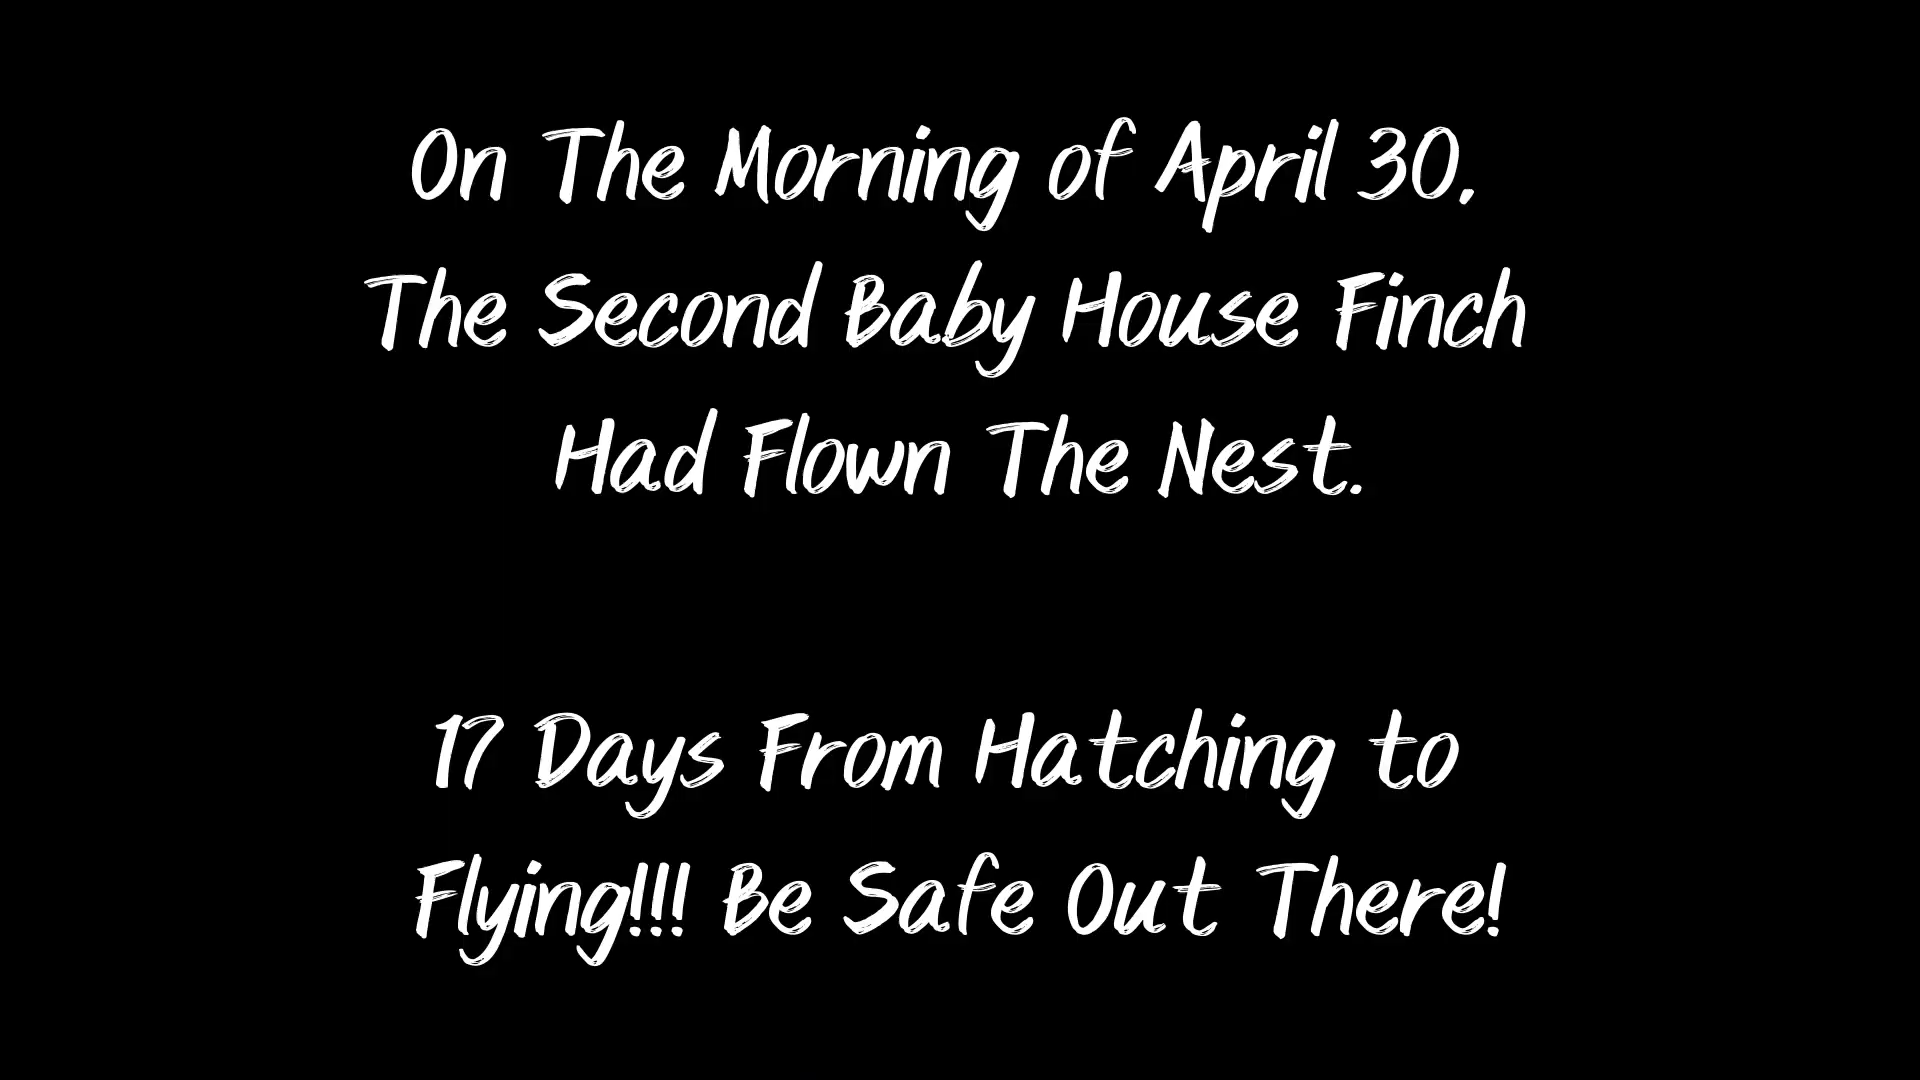 On The Morning of April 30,
The Second Baby House Finch
Had Flown The Nest.
17 Days From Hatching to
Flying!!! Be Safe Out There!